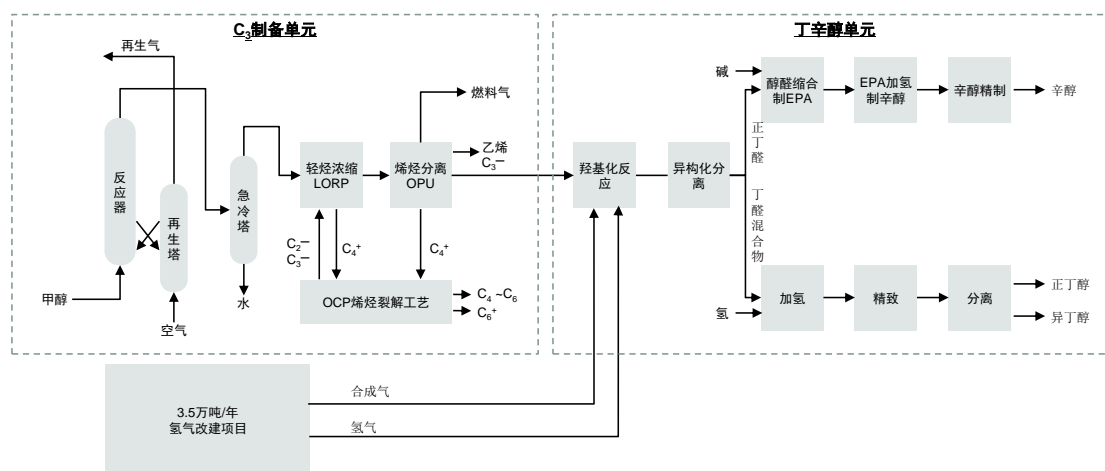 C3制备单元
再生气
反
应
器
再
生
塔
甲醇
空气
急
冷
塔
水
轻烃浓缩
LORP
烯烃分离
OPU
燃料气
乙烯
C3—
C2—
C3—
C4+
C4+
OCP烯烃裂解工艺
C4 ~C6
C6+
丁辛醇单元
碱
醇醛缩合
制EPA
EPA加氢
制辛醇
辛醇精制
辛醇
正
丁
醛
羟基化反
应
异构化分
离
丁
醛
混
合
物
氢
加氢
精致
分离
正丁醇
异丁醇
3.5万吨/年
氢气改建项目
合成气
氢气